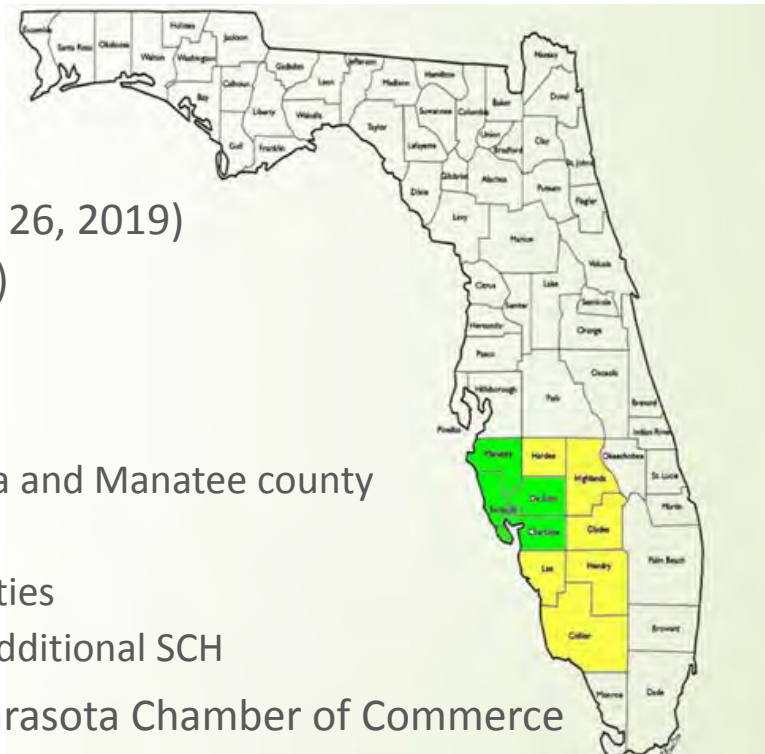 Escambia
Santa Rosa
Okaloosa
Walton
Holmes
Washington
Jackson
Bay
Calhoun
Gulf
Liberty
Gadsden
Franklin
Leon
Wakulla
Jefferson
Madison
Taylor
Hamilton
Suwannee
Lafayette
Columbia
Dixie
Gilchrist
Baker
Union
Bradford
Alachua
Levy
Nassau
Duval
Clay
St. Johns
Putnam
Flagler
Marion
Volusia
Citrus
Sumter
Lake
Seminole
Hernando
Orange
Pasco
Osceola
Hillsborough
Polk
Brevard
Pinellas
Indian River
Manatee
Hardee
Highlands
Okeechobee
St. Lucie
De Soto
Sarasota
Martin
Charlotte
Glades
Lee
Hendry
Palm Beach
Collier
Broward
Monroe
Dade
26, 2019)
)
a and Manatee county
ties
dditional SCH
arasota Chamber of Commerce